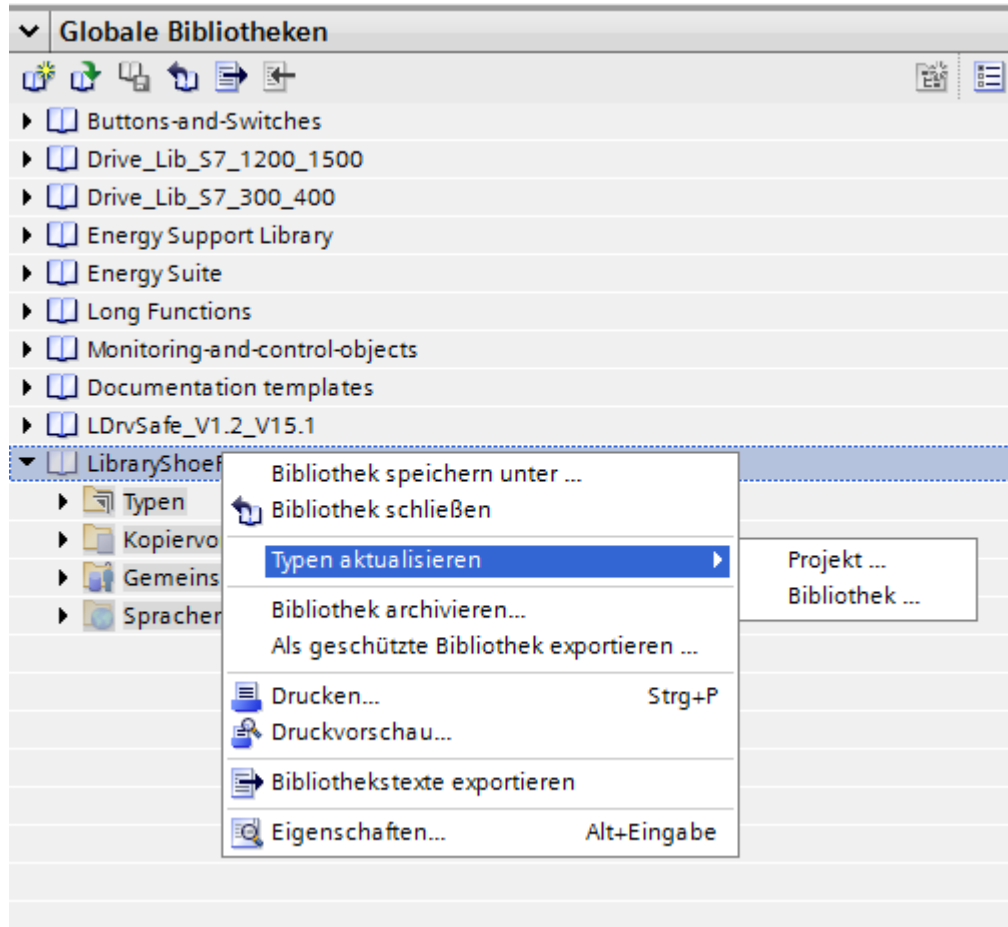 Globale Bibliotheken
Buttons-and-Switches
Drive_Lib_S7_1200_1500
Drive_Lib_S7_300_400
Energy Support Library
Energy Suite
Long Functions
Monitoring-and-control-objects
Documentation templates
LDrvSafe_V1.2_V15.1
LibraryShoeF
Typen
Kopiervo
Gemeins
Sprachen
Bibliothek speichern unter ...
Bibliothek schließen
Typen aktualisieren
Bibliothek archivieren...
Als geschützte Bibliothek exportieren ...
Drucken... Strg+P
Druckvorschau...
Bibliothekstexte exportieren
Eigenschaften... Alt+Eingabe
Projekt ...
Bibliothek ...